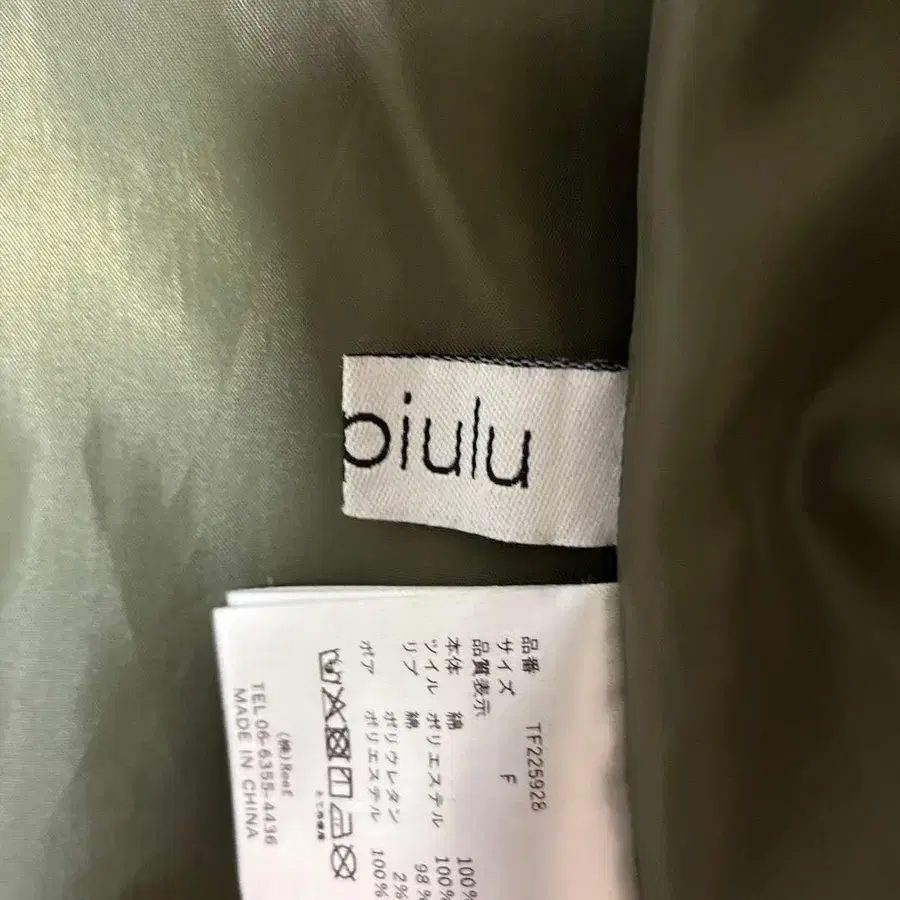 oiulu
品番 TF225928
サイズ F
品質表示
本体 綿 100%
ツイル ポリエステル 100%
リブ 綿 98%
ポリウレタン 2%
ボア ポリエステル 100%
(株)Root
TEL 06-6355-4436
MADE IN CHINA